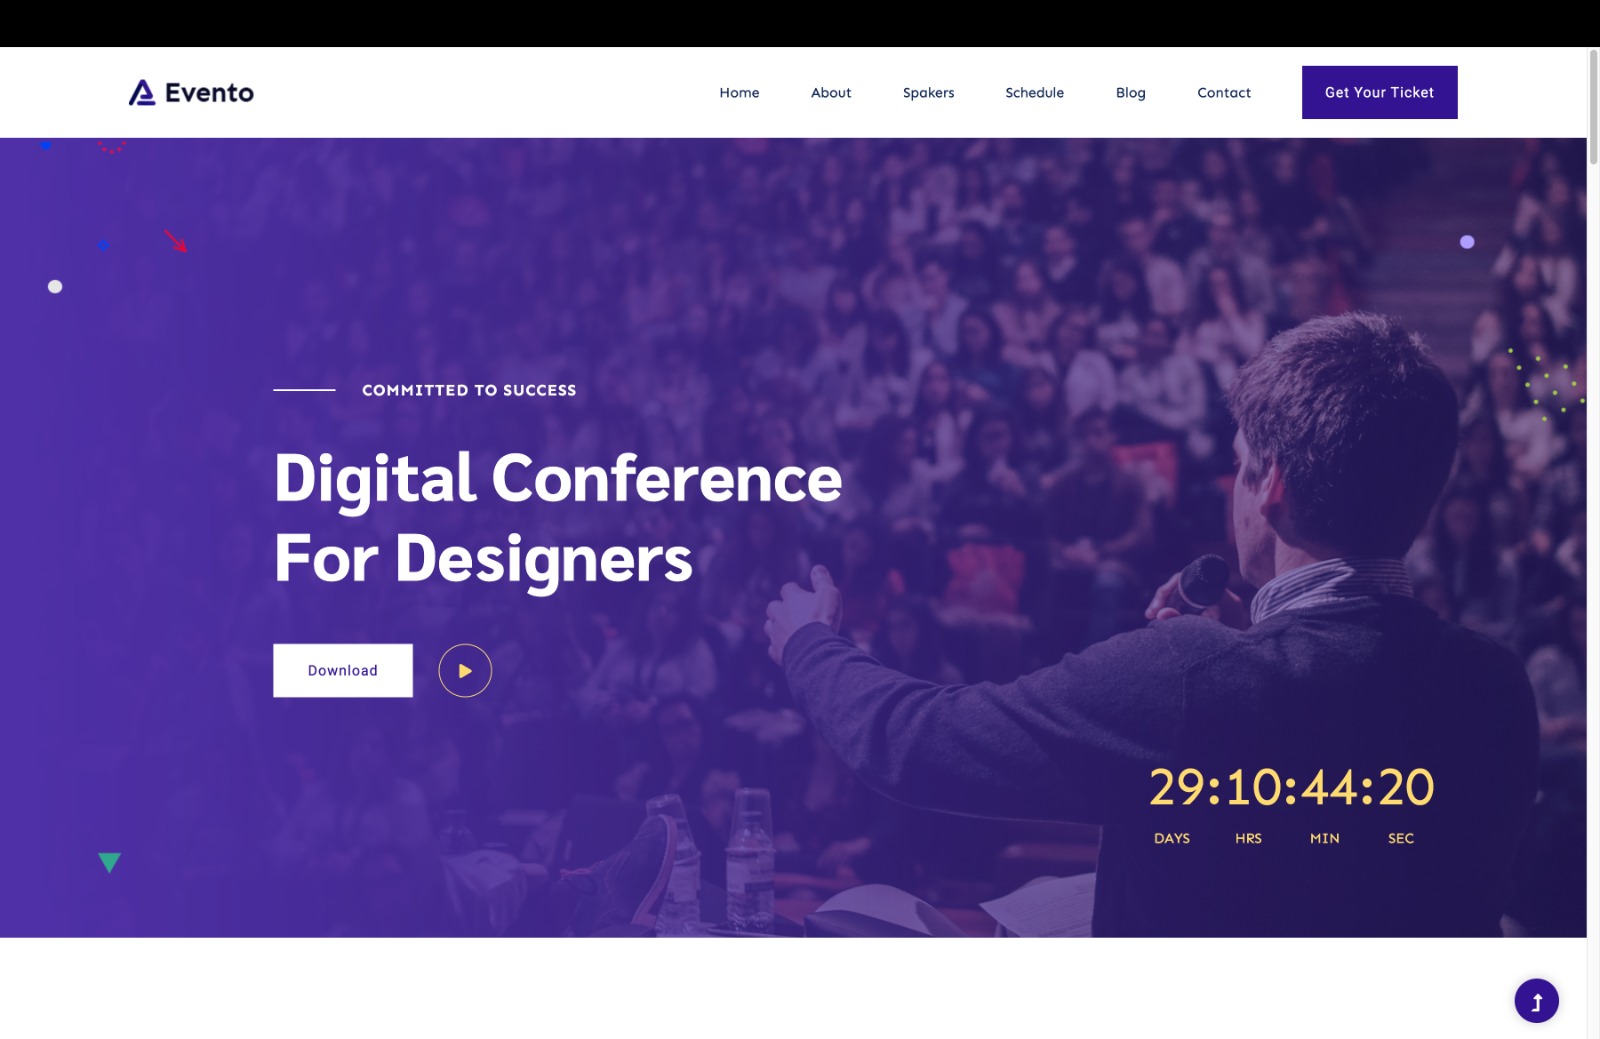 Evento
Home
About
Spakers
Schedule
Blog
Contact
Get Your Ticket
COMMITTED TO SUCCESS
Digital Conference
For Designers
Download
29:10:44:20
DAYS HRS MIN SEC